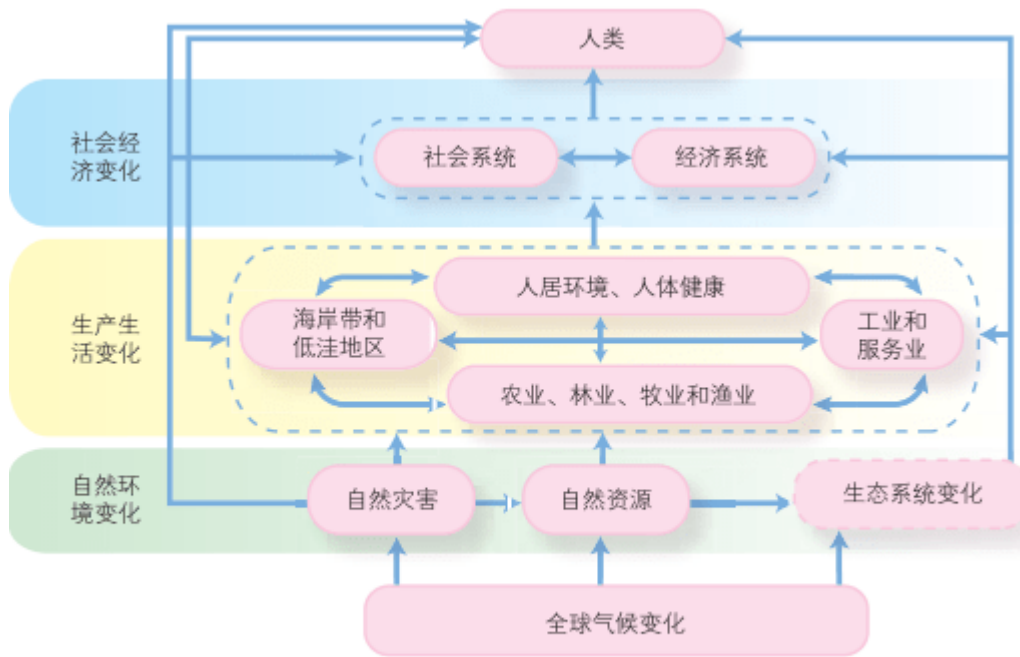 人类
社会经
济变化
社会系统
经济系统
生产生
活变化
人居环境、人体健康
海岸带和
低洼地区
工业和
服务业
农业、林业、牧业和渔业
自然环
境变化
自然灾害
自然资源
生态系统变化
全球气候变化